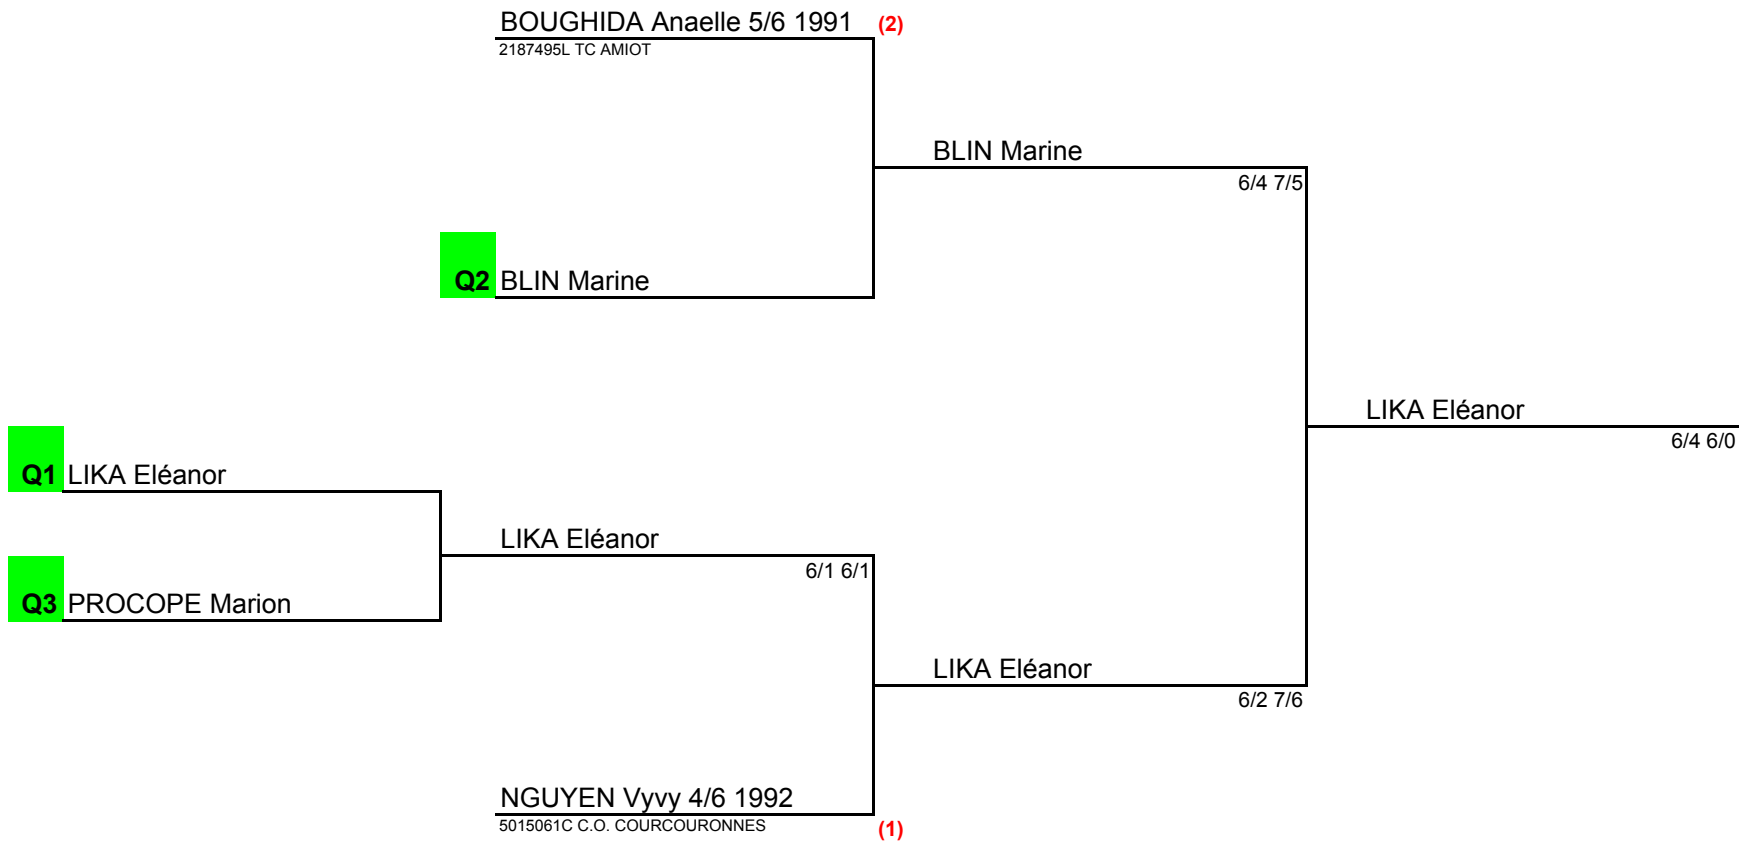 BOUGHIDA Anaelle 5/6 1991 (2)
2187495L TC AMIOT
BLIN Marine
6/4 7/5
Q2 BLIN Marine
LIKA Eléanor
6/4 6/0
Q1 LIKA Eléanor
LIKA Eléanor
6/1 6/1
Q3 PROCOPE Marion
LIKA Eléanor
6/2 7/6
NGUYEN Vyvy 4/6 1992
5015061C C.O. COURCOURONNES (1)